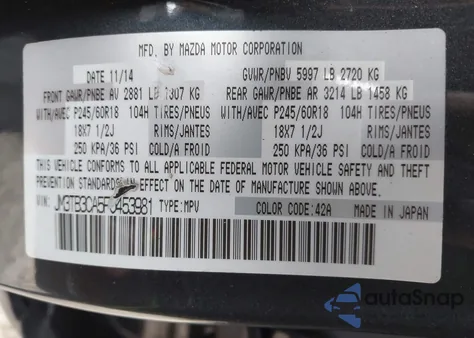 MFD. BY MAZDA MOTOR CORPORATION
DATE 11/14 GVWR/PNBV 5997 LB 2720 KG
FRONT GAWR/PNBE AV 2881 LB 1307 KG REAR GAWR/PNBE AR 3214 LB 1458 KG
WITH/AVEC P245/60R18 104H TIRES/PNEUS WITH/AVEC P245/60R18 104H TIRES/PNEUS
18X7 1/2J RIMS/JANTES 18X7 1/2J RIMS/JANTES
250 KPA/36 PSI COLD/A FROID 250 KPA/36 PSI COLD/A FROID
THIS VEHICLE CONFORMS TO ALL APPLICABLE FEDERAL MOTOR VEHICLE SAFETY AND THEFT
PREVENTION STANDARDS IN EFFECT ON THE DATE OF MANUFACTURE SHOWN ABOVE.
VIN: JM3TB3CA5F0453981 TYPE:MPV COLOR CODE:42A MADE IN JAPAN
autoSnap